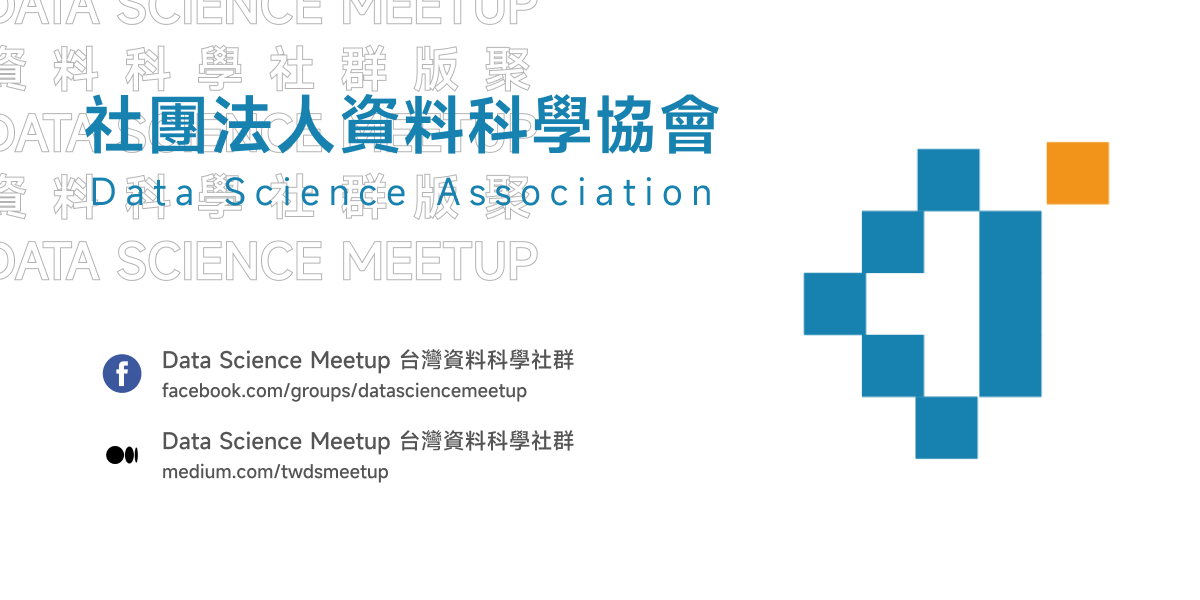 DATA SCIENCE MEETUP
資料科學社群版聚
社團法人資料科學協會
DATA SCIENCE MEETUP
Data Science Association
資料科學社群版聚
DATA SCIENCE MEETUP
Data Science Meetup 台灣資料科學社群
facebook.com/groups/datasciencemeetup
Data Science Meetup 台灣資料科學社群
medium.com/twdsmeetup